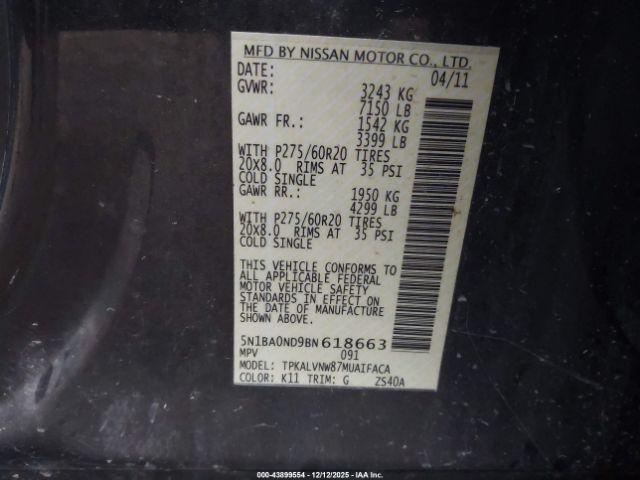 MFD BY NISSAN MOTOR CO., LTD.
DATE: 04/11
GVWR: 3243 KG
7150 LB
GAWR FR.: 1542 KG
3399 LB
WITH P275/60R20 TIRES
20X8.0 RIMS AT 35 PSI
COLD SINGLE
GAWR RR.: 1950 KG
4299 LB
WITH P275/60R20 TIRES
20X8.0 RIMS AT 35 PSI
COLD SINGLE
THIS VEHICLE CONFORMS TO
ALL APPLICABLE FEDERAL
MOTOR VEHICLE SAFETY
STANDARDS IN EFFECT ON
THE DATE OF MANUFACTURE
SHOWN ABOVE.
5N1BA0ND9BN618663
MPV 091
MODEL: TPKALVNW87MUAIFACA
COLOR: K11 TRIM: G ZS40A
000-43899554 - 12/12/2025 - IAA Inc.